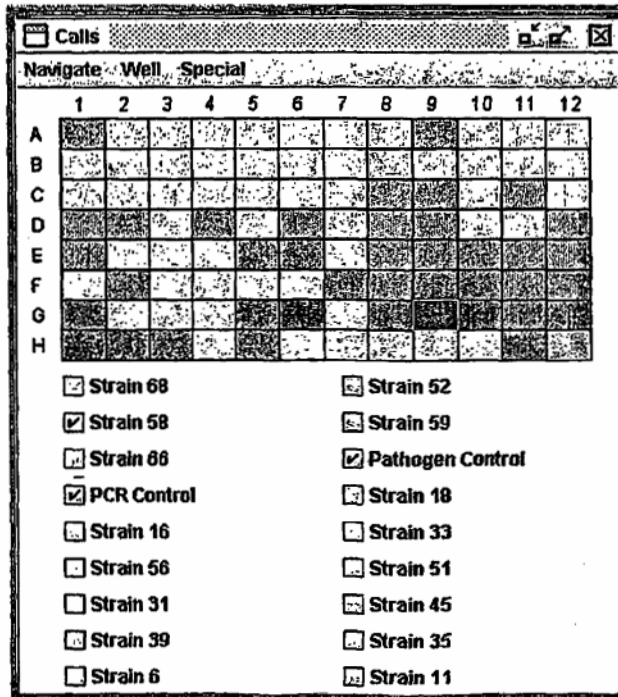 Calls
Navigate Well Special
1 2 3 4 5 6 7 8 9 10 11 12
A
B
C
D
E
F
G
H
Strain 68 Strain 52
Strain 58 Strain 59
Strain 66 Pathogen Control
PCR Control Strain 18
Strain 16 Strain 33
Strain 56 Strain 51
Strain 31 Strain 45
Strain 39 Strain 35
Strain 6 Strain 11